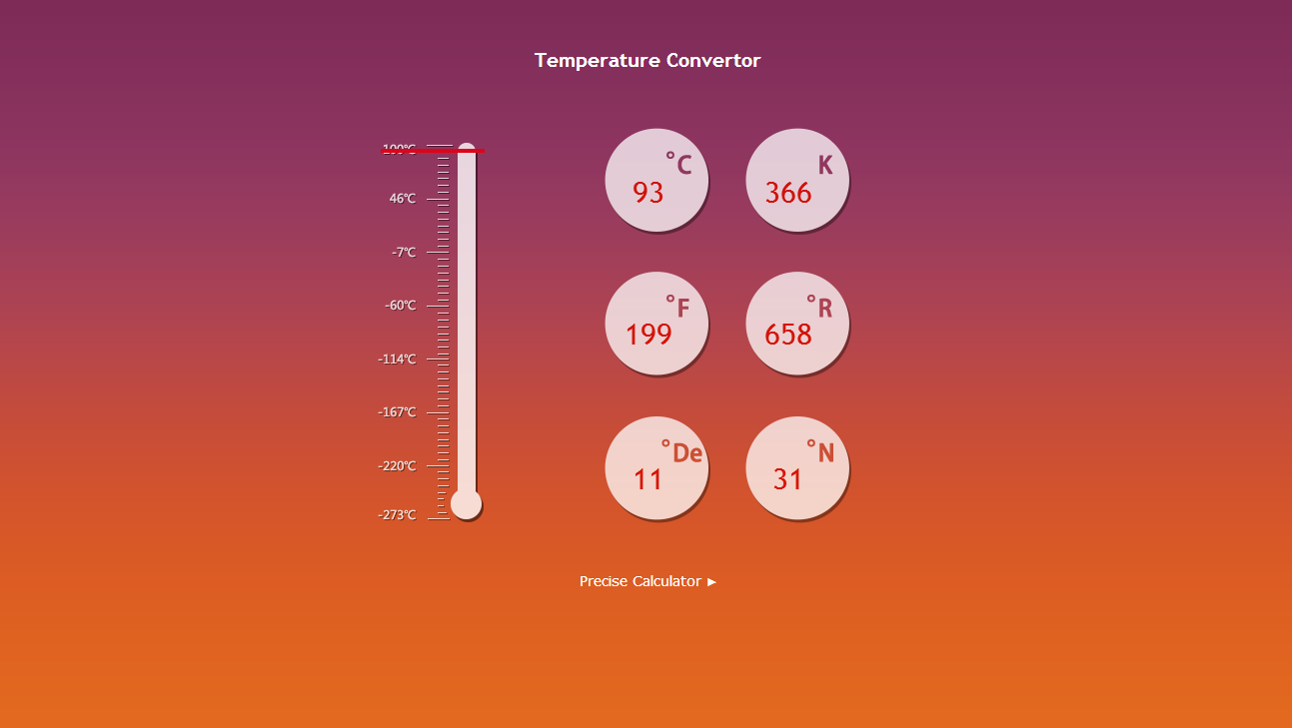 Temperature Convertor
100°C
46°C
-7°C
-60°C
-114°C
-167°C
-220°C
-273°C
°C
93
K
366
°F
199
°R
658
°De
11
°N
31
Precise Calculator ►